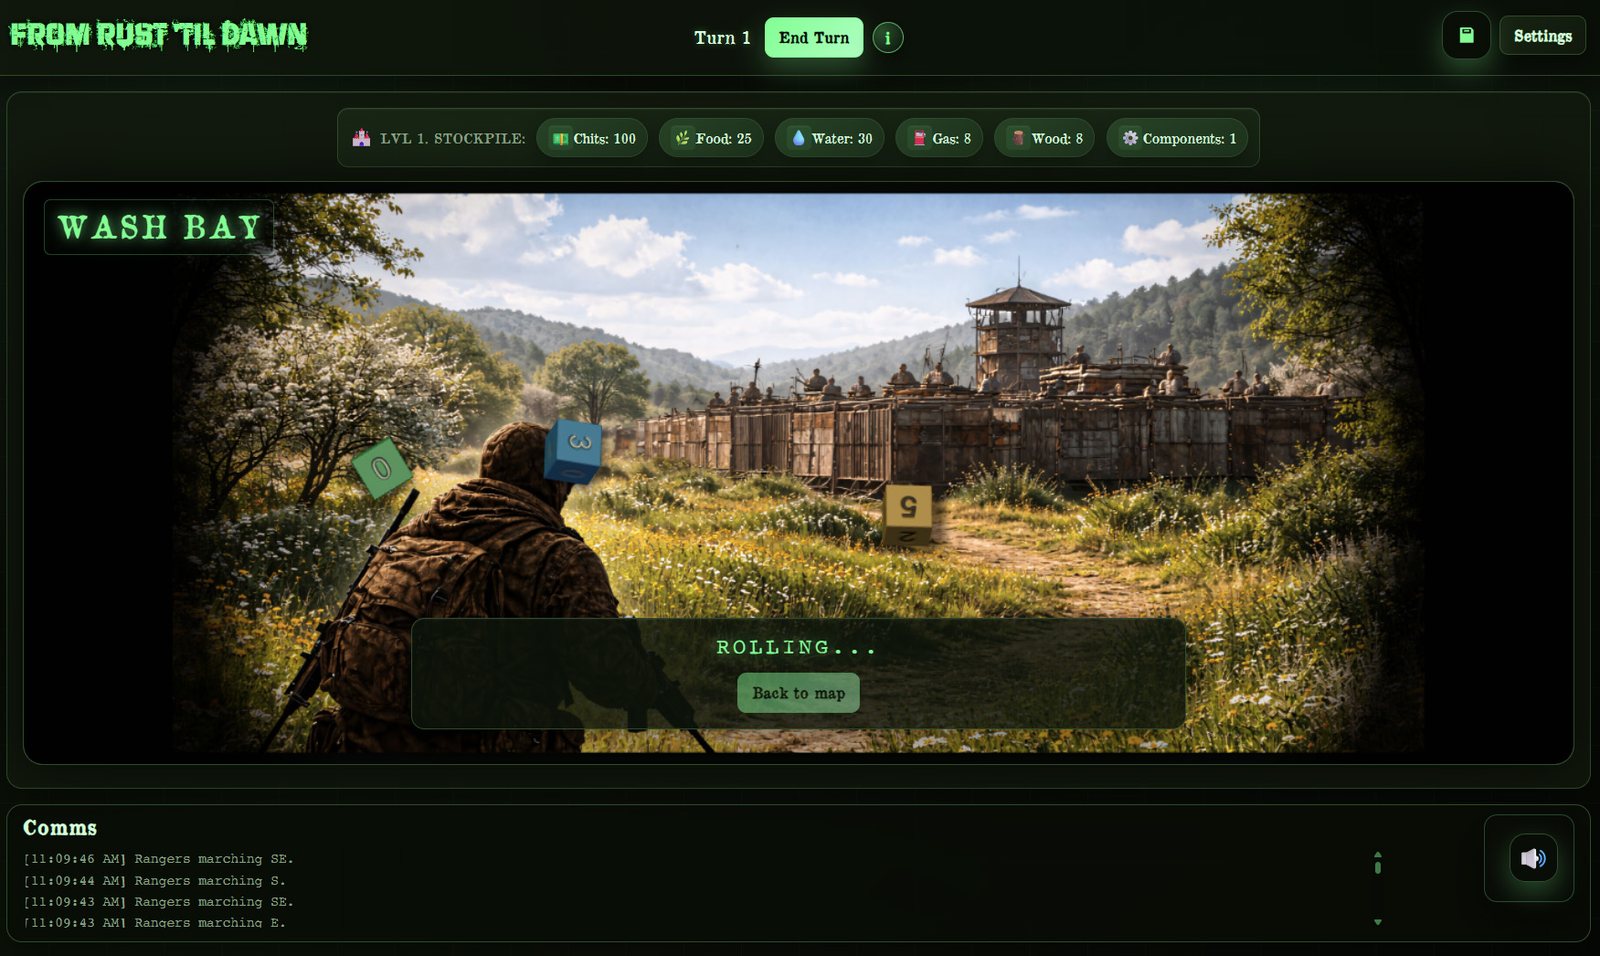 FROM RUST 'TIL DAWN
Turn 1
End Turn
i
Settings
LVL 1. STOCKPILE:
Chits: 100
Food: 25
Water: 30
Gas: 8
Wood: 8
Components: 1
WASH BAY
0
3
0
5
2
ROLLING...
Back to map
Comms
[11:09:46 AM] Rangers marching SE.
[11:09:44 AM] Rangers marching S.
[11:09:43 AM] Rangers marching SE.
[11:09:43 AM] Rangers marching E.